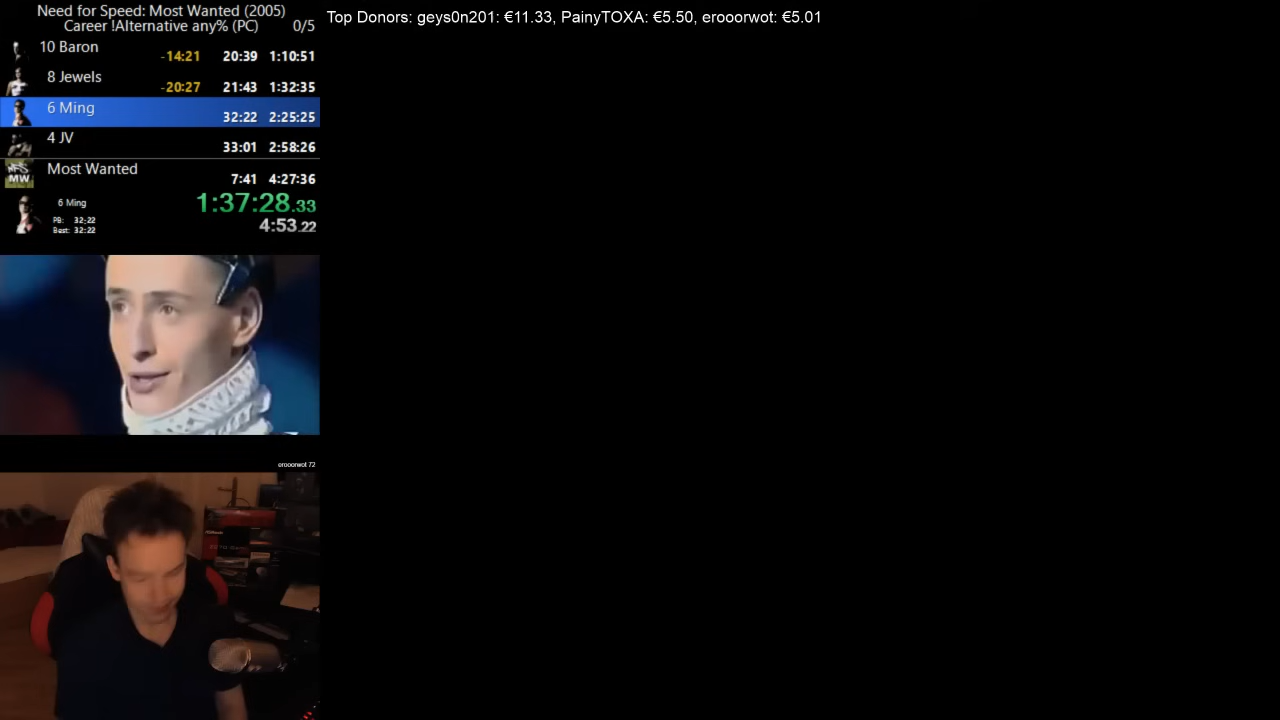 Need for Speed: Most Wanted (2005)
Career !Alternative any% (PC) 0/5
Top Donors: geys0n201: €11.33, PainyTOXA: €5.50, erooorwot: €5.01
10 Baron -14:21 20:39 1:10:51
8 Jewels -20:27 21:43 1:32:35
6 Ming 32:22 2:25:25
4 JV 33:01 2:58:26
Most Wanted 7:41 4:27:36
MW
6 Ming 1:37:28.33
PB: 32:22
Best: 32:22
4:53.22
erooorwot 72